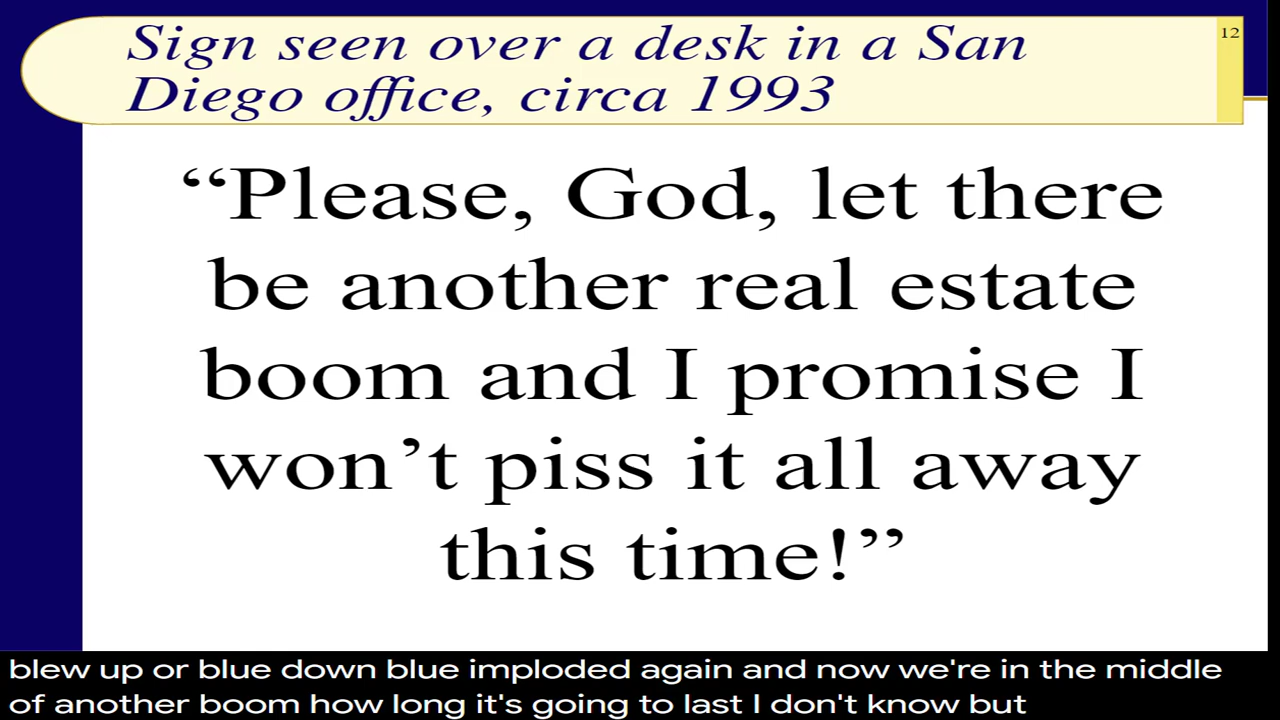 Sign seen over a desk in a San
Diego office, circa 1993
12
“Please, God, let there
be another real estate
boom and I promise I
won’t piss it all away
this time!”
blew up or blue down blue imploded again and now we're in the middle
of another boom how long it's going to last I don't know but